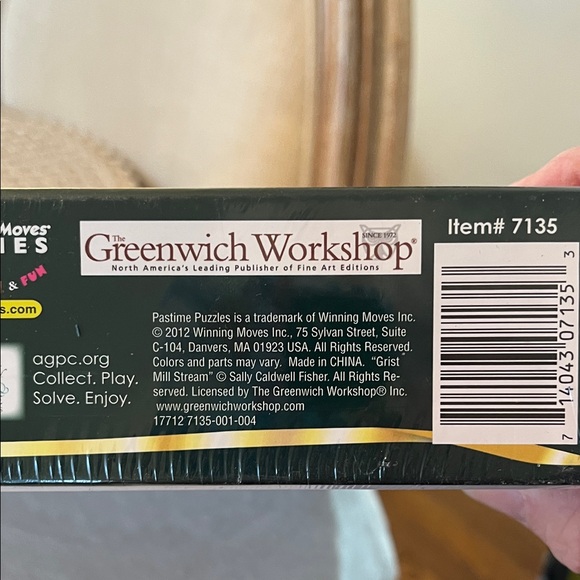 Moves
IES
& FUN
s.com
agpc.org
Collect. Play.
Solve. Enjoy.
The
Greenwich Workshop®
SINCE 1972
North America's Leading Publisher of Fine Art Editions
Pastime Puzzles is a trademark of Winning Moves Inc.
© 2012 Winning Moves Inc., 75 Sylvan Street, Suite
C-104, Danvers, MA 01923 USA. All Rights Reserved.
Colors and parts may vary. Made in CHINA. “Grist
Mill Stream” © Sally Caldwell Fisher. All Rights Re-
served. Licensed by The Greenwich Workshop® Inc.
www.greenwichworkshop.com
17712 7135-001-004
Item# 7135
7 14043 07135 3